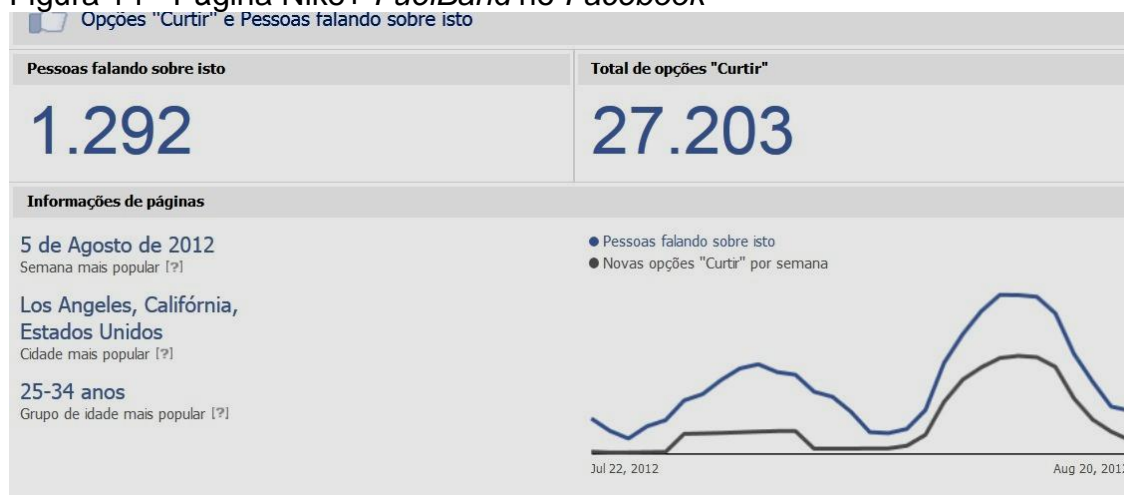 Opções "Curtir" e Pessoas falando sobre isto
Pessoas falando sobre isto
1.292
Total de opções "Curtir"
27.203
Informações de páginas
5 de Agosto de 2012
Semana mais popular [?]
Los Angeles, Califórnia,
Estados Unidos
Cidade mais popular [?]
25-34 anos
Grupo de idade mais popular [?]
Pessoas falando sobre isto
Novas opções "Curtir" por semana
Jul 22, 2012
Aug 20, 2012